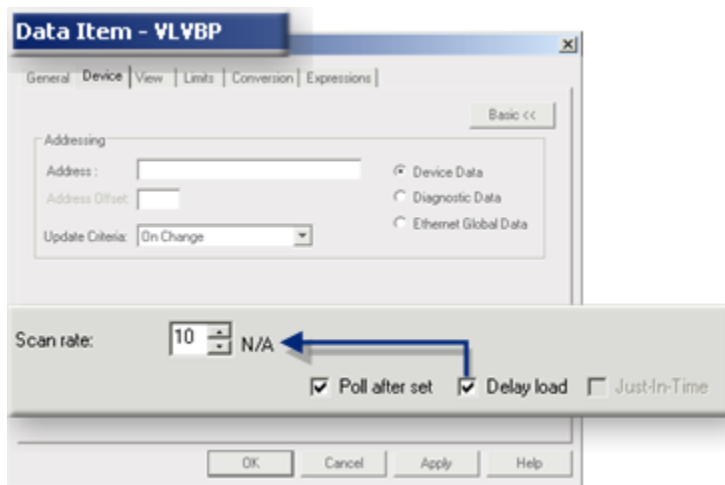 Data Item - VLVBP
General Device View Limits Conversion Expressions
Basic <<
Addressing
Address :
Device Data
Address Offset:
Diagnostic Data
Ethernet Global Data
Update Criteria: On Change
Scan rate: 10 N/A
Poll after set Delay load Just-In-Time
OK Cancel Apply Help